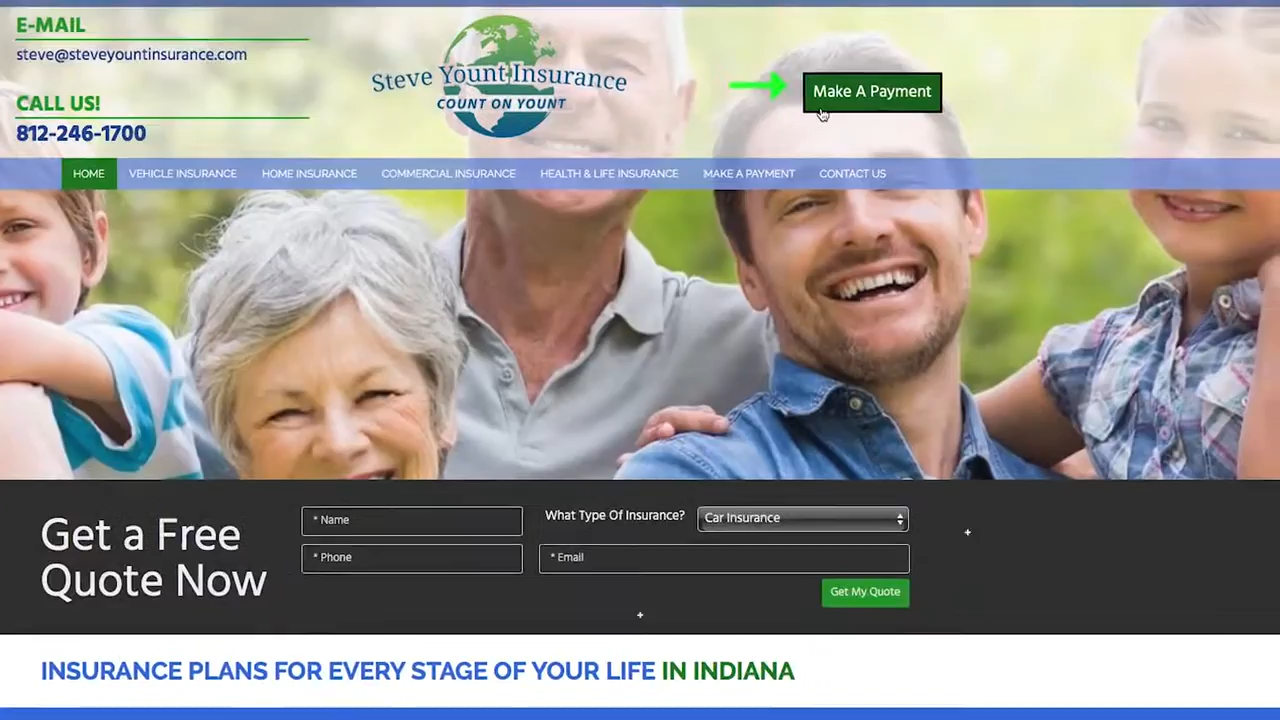 E-MAIL
steve@steveyountinsurance.com
CALL US!
812-246-1700
Steve Yount Insurance
COUNT ON YOUNT
Make A Payment
HOME
VEHICLE INSURANCE
HOME INSURANCE
COMMERCIAL INSURANCE
HEALTH & LIFE INSURANCE
MAKE A PAYMENT
CONTACT US
Get a Free
Quote Now
* Name
What Type Of Insurance?
Car Insurance
* Phone
* Email
Get My Quote
INSURANCE PLANS FOR EVERY STAGE OF YOUR LIFE IN INDIANA